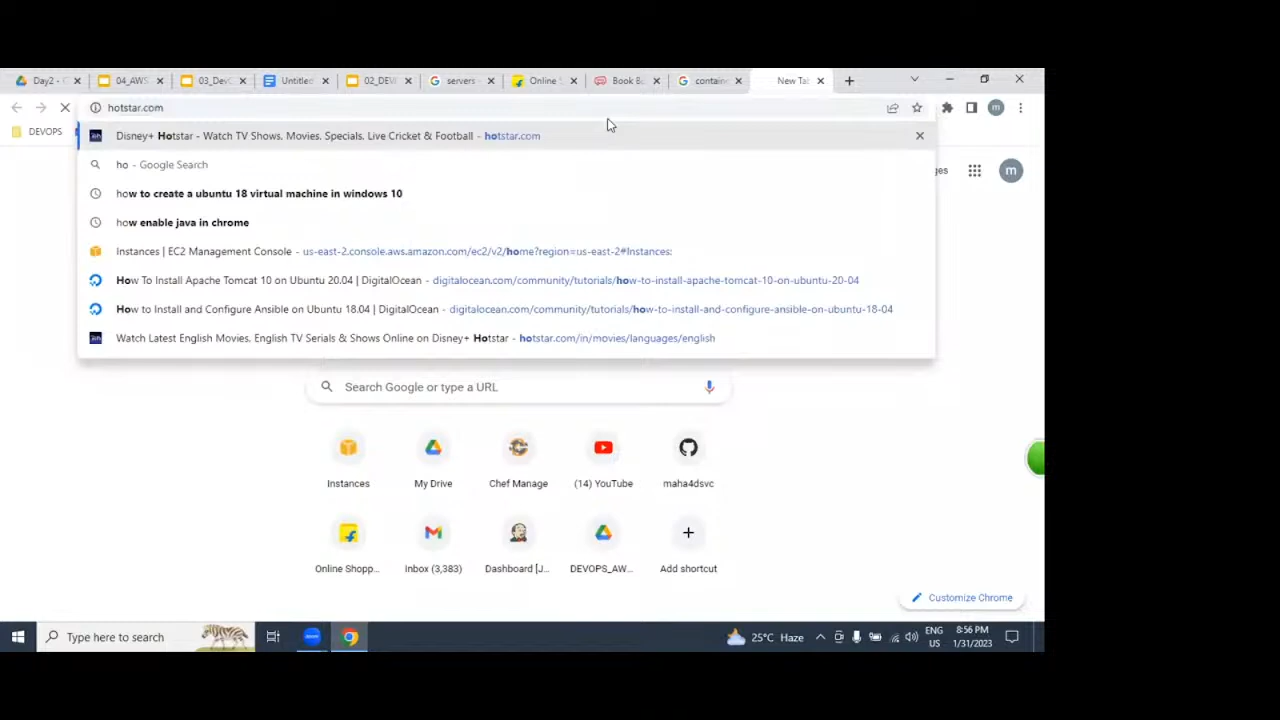 Day2 -
04_AWS
03_DevO
Untitled
02_DEV
servers -
Online
Book B
contain
New Ta
hotstar.com
DEVOPS
Disney+ Hotstar - Watch TV Shows, Movies, Specials, Live Cricket & Football - hotstar.com
ho - Google Search
how to create a ubuntu 18 virtual machine in windows 10
how enable java in chrome
Instances | EC2 Management Console - us-east-2.console.aws.amazon.com/ec2/v2/home?region=us-east-2#Instances:
How To Install Apache Tomcat 10 on Ubuntu 20.04 | DigitalOcean - digitalocean.com/community/tutorials/how-to-install-apache-tomcat-10-on-ubuntu-20-04
How to Install and Configure Ansible on Ubuntu 18.04 | DigitalOcean - digitalocean.com/community/tutorials/how-to-install-and-configure-ansible-on-ubuntu-18-04
Watch Latest English Movies, English TV Serials & Shows Online on Disney+ Hotstar - hotstar.com/in/movies/languages/english
ges
m
m
Search Google or type a URL
Instances
My Drive
Chef Manage
(14) YouTube
maha4dsvc
Online Shopp...
Inbox (3,383)
Dashboard [J...
DEVOPS_AW...
Add shortcut
Customize Chrome
Type here to search
zoom
25°C Haze
ENG
US
8:56 PM
1/31/2023